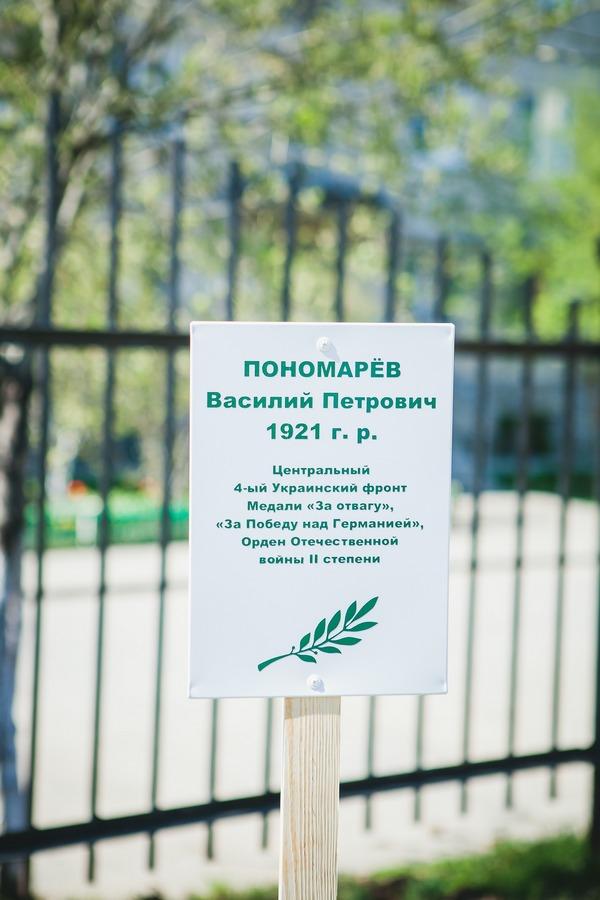 ПОНОМАРЁВ
Василий Петрович
1921 г. р.
Центральный
4-ый Украинский фронт
Медали «За отвагу»,
«За Победу над Германией»,
Орден Отечественной
войны II степени